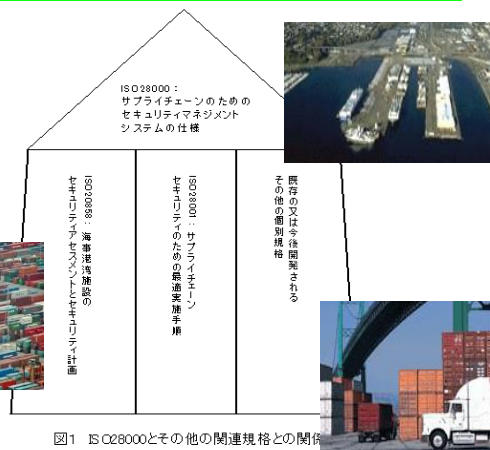 ISO28000：
サプライチェーンのための
セキュリティマネジメント
システムの仕様
ISO20858：海事港湾施設の
セキュリティアセスメントとセキュリティ計画
ISO28001：サプライチェーン
セキュリティのための最適実施手順
既存の又は今後開発される
その他の個別規格
図1　ISO28000とその他の関連規格との関係